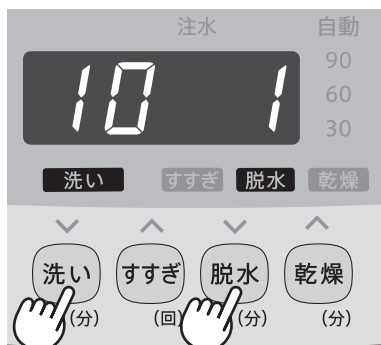 注水 自動
90
60
30
10 1
洗い すすぎ 脱水 乾燥
洗い すすぎ 脱水 乾燥
(分) (回) (分) (分)